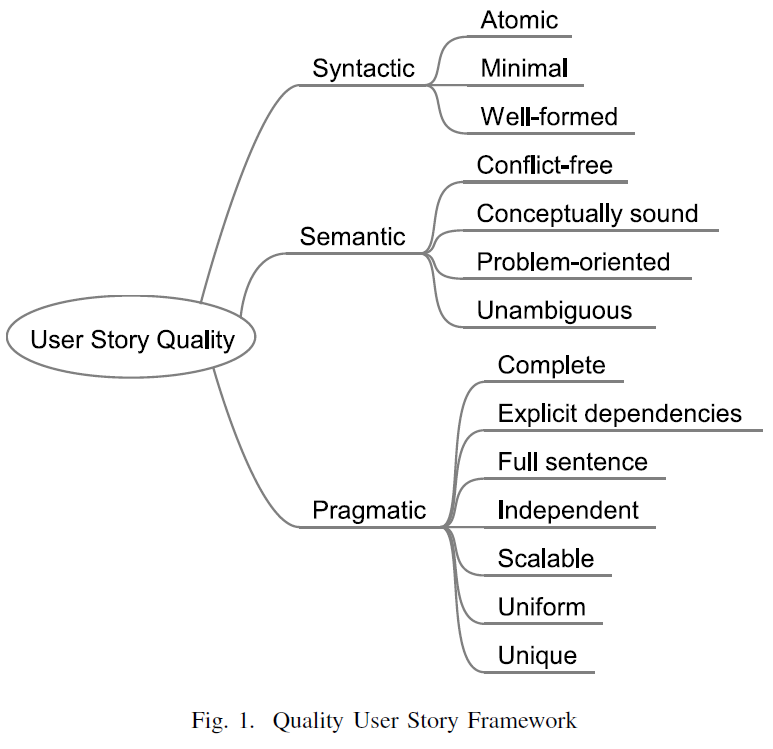 User Story Quality
Syntactic
Atomic
Minimal
Well-formed
Semantic
Conflict-free
Conceptually sound
Problem-oriented
Unambiguous
Pragmatic
Complete
Explicit dependencies
Full sentence
Independent
Scalable
Uniform
Unique
Fig. 1. Quality User Story Framework